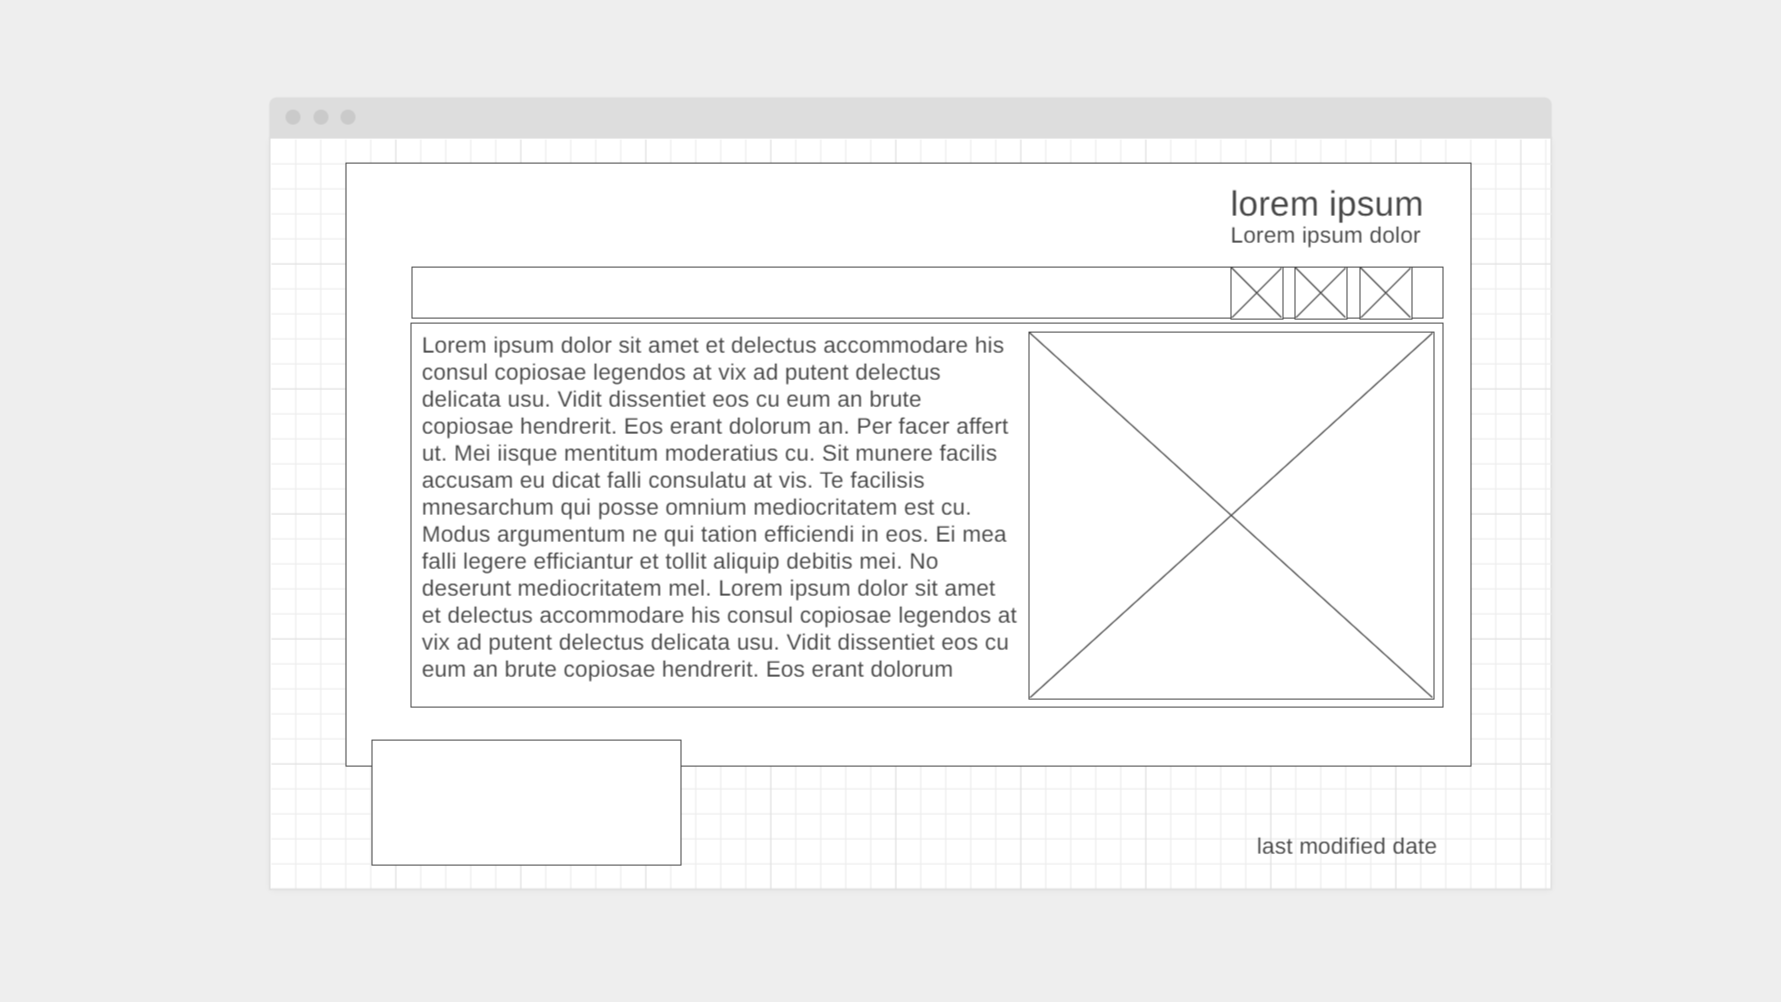 lorem ipsum
Lorem ipsum dolor
Lorem ipsum dolor sit amet et delectus accommodare his
consul copiosae legendos at vix ad putent delectus
delicata usu. Vidit dissentiet eos cu eum an brute
copiosae hendrerit. Eos erant dolorum an. Per facer affert
ut. Mei iisque mentitum moderatius cu. Sit munere facilis
accusam eu dicat falli consulatu at vis. Te facilisis
mnesarchum qui posse omnium mediocritatem est cu.
Modus argumentum ne qui tation efficiendi in eos. Ei mea
falli legere efficiantur et tollit aliquip debitis mei. No
deserunt mediocritatem mel. Lorem ipsum dolor sit amet
et delectus accommodare his consul copiosae legendos at
vix ad putent delectus delicata usu. Vidit dissentiet eos cu
eum an brute copiosae hendrerit. Eos erant dolorum
last modified date